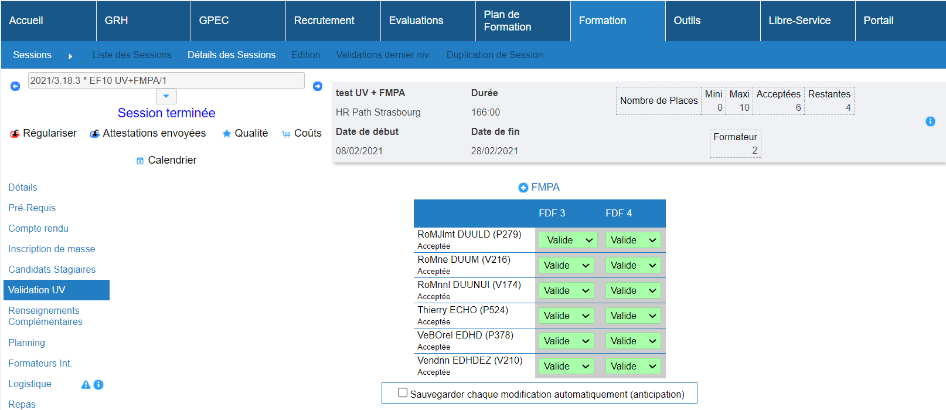 Accueil GRH GPEC Recrutement Evaluations Plan de Formation Formation Outils Libre-Service Portail
Sessions Liste des Sessions Détails des Sessions Edition Validations dernier niv Duplication de Session
2021/3.18.3 * EF10 UV+FMPA/1
Session terminée
Régulariser Attestations envoyées Qualité Coûts
Calendrier
test UV + FMPA Durée
HR Path Strasbourg 166:00
Date de début Date de fin
08/02/2021 28/02/2021
Nombre de Places Mini Maxi Acceptées Restantes
0 10 6 4
Formateur
2
Détails
Pré-Requis
Compte rendu
Inscription de masse
Candidats Stagiaires
Validation UV
Renseignements
Complémentaires
Planning
Formateurs Int.
Logistique
Repas
FMPA
FDF 3 FDF 4
RoMJlmt DUULD (P279) Valide Valide
Acceptée
RoMne DUUM (V216) Valide Valide
Acceptée
RoMnnl DUUNUI (V174) Valide Valide
Acceptée
Thierry ECHO (P524) Valide Valide
Acceptée
VeBOrel EDHD (P378) Valide Valide
Acceptée
Vendnn EDHDEZ (V210) Valide Valide
Acceptée
Sauvegarder chaque modification automatiquement (anticipation)